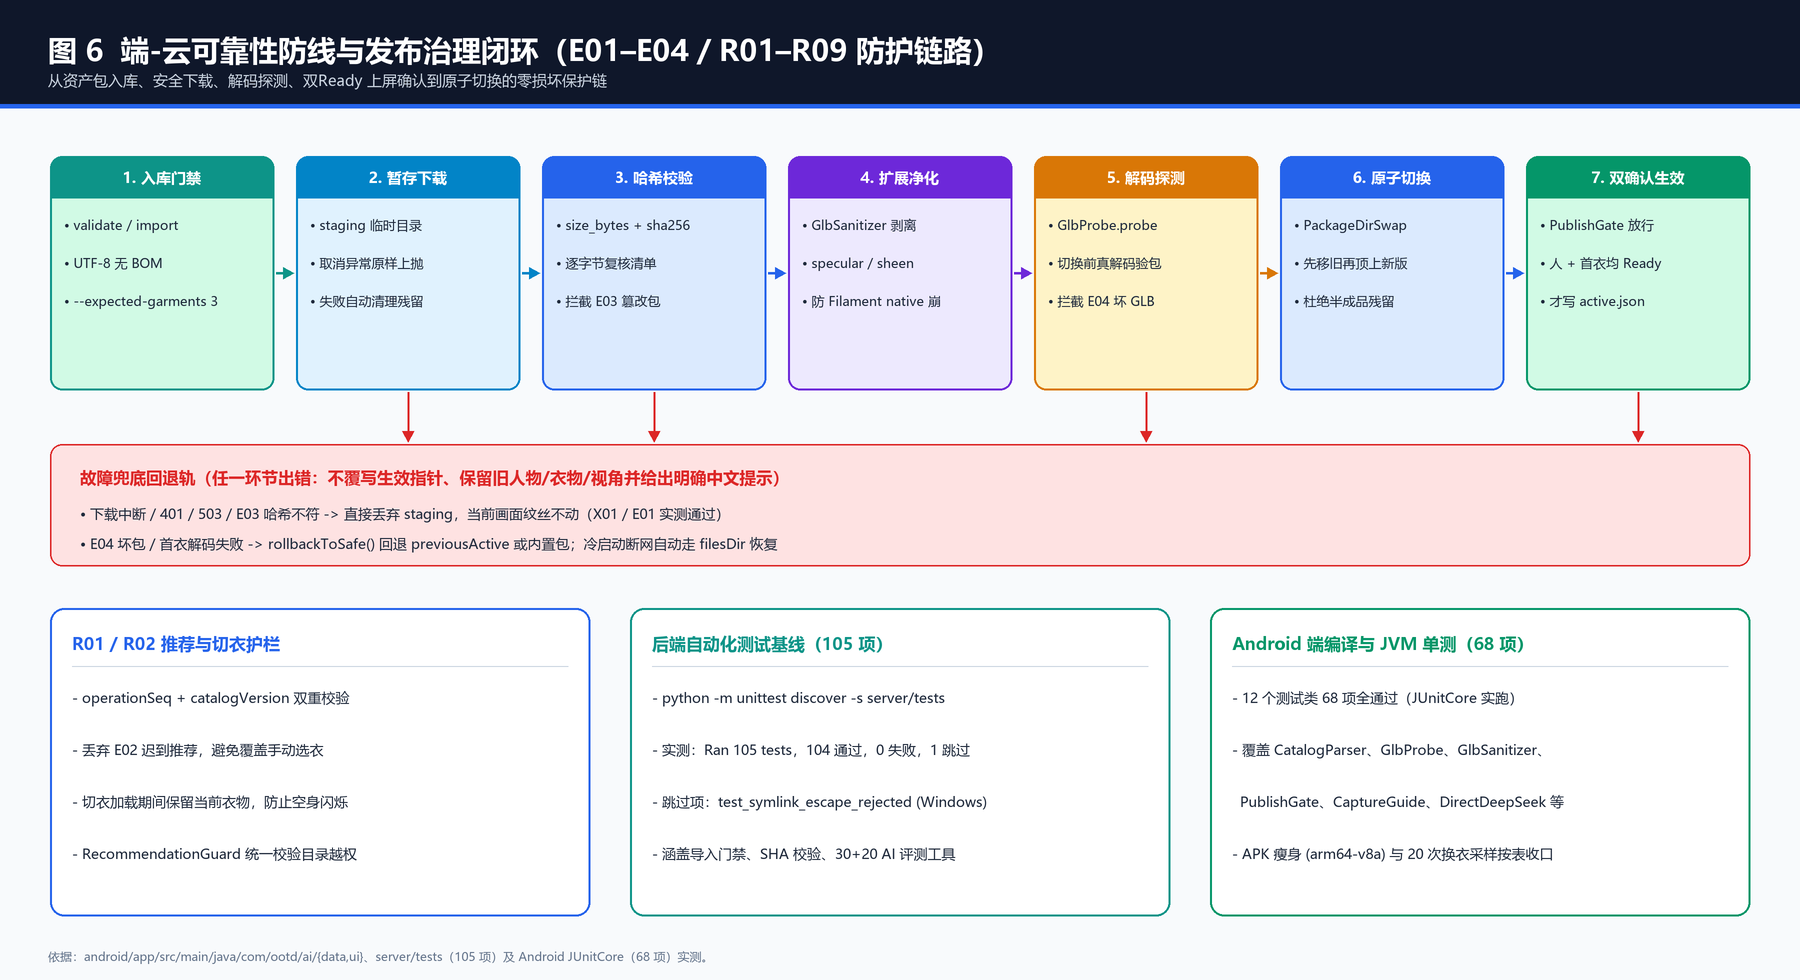 图 6  端-云可靠性防线与发布治理闭环（E01–E04 / R01–R09 防护链路）
从资产包入库、安全下载、解码探测、双Ready 上屏确认到原子切换的零损坏保护链
1. 入库门禁
• validate / import
• UTF-8 无 BOM
• --expected-garments 3
2. 暂存下载
• staging 临时目录
• 取消异常原样上抛
• 失败自动清理残留
3. 哈希校验
• size_bytes + sha256
• 逐字节复核清单
• 拦截 E03 篡改包
4. 扩展净化
• GlbSanitizer 剥离
• specular / sheen
• 防 Filament native 崩
5. 解码探测
• GlbProbe.probe
• 切换前真解码验包
• 拦截 E04 坏 GLB
6. 原子切换
• PackageDirSwap
• 先移旧再顶上新版
• 杜绝半成品残留
7. 双确认生效
• PublishGate 放行
• 人 + 首衣均 Ready
• 才写 active.json
故障兜底回退轨（任一环节出错：不覆写生效指针、保留旧人物/衣物/视角并给出明确中文提示）
• 下载中断 / 401 / 503 / E03 哈希不符 -> 直接丢弃 staging，当前画面纹丝不动（X01 / E01 实测通过）
• E04 坏包 / 首衣解码失败 -> rollbackToSafe() 回退 previousActive 或内置包；冷启动断网自动走 filesDir 恢复
R01 / R02 推荐与切衣护栏
- operationSeq + catalogVersion 双重校验
- 丢弃 E02 迟到推荐，避免覆盖手动选衣
- 切衣加载期间保留当前衣物，防止空身闪烁
- RecommendationGuard 统一校验目录越权
后端自动化测试基线（105 项）
- python -m unittest discover -s server/tests
- 实测：Ran 105 tests，104 通过，0 失败，1 跳过
- 跳过项：test_symlink_escape_rejected (Windows)
- 涵盖导入门禁、SHA 校验、30+20 AI 评测工具
Android 端编译与 JVM 单测（68 项）
- 12 个测试类 68 项全通过（JUnitCore 实跑）
- 覆盖 CatalogParser、GlbProbe、GlbSanitizer、
PublishGate、CaptureGuide、DirectDeepSeek 等
- APK 瘦身 (arm64-v8a) 与 20 次换衣采样按表收口
依据：android/app/src/main/java/com/ootd/ai/{data,ui}、server/tests（105 项）及 Android JUnitCore（68 项）实测。